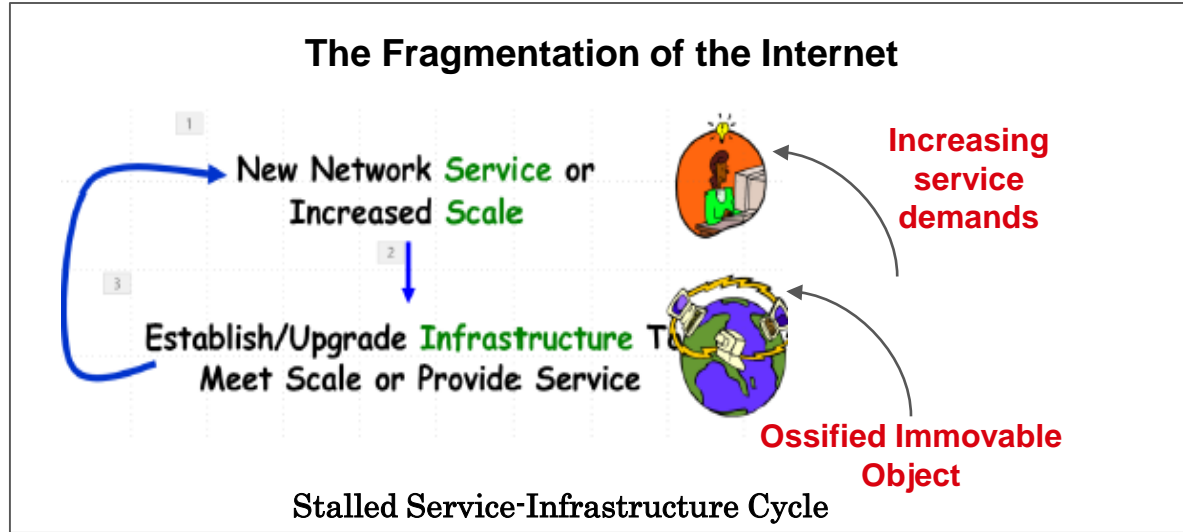 The Fragmentation of the Internet
1
New Network Service or
Increased Scale
2
3
Establish/Upgrade Infrastructure T
Meet Scale or Provide Service
Increasing
service
demands
Ossified Immovable
Object
Stalled Service-Infrastructure Cycle